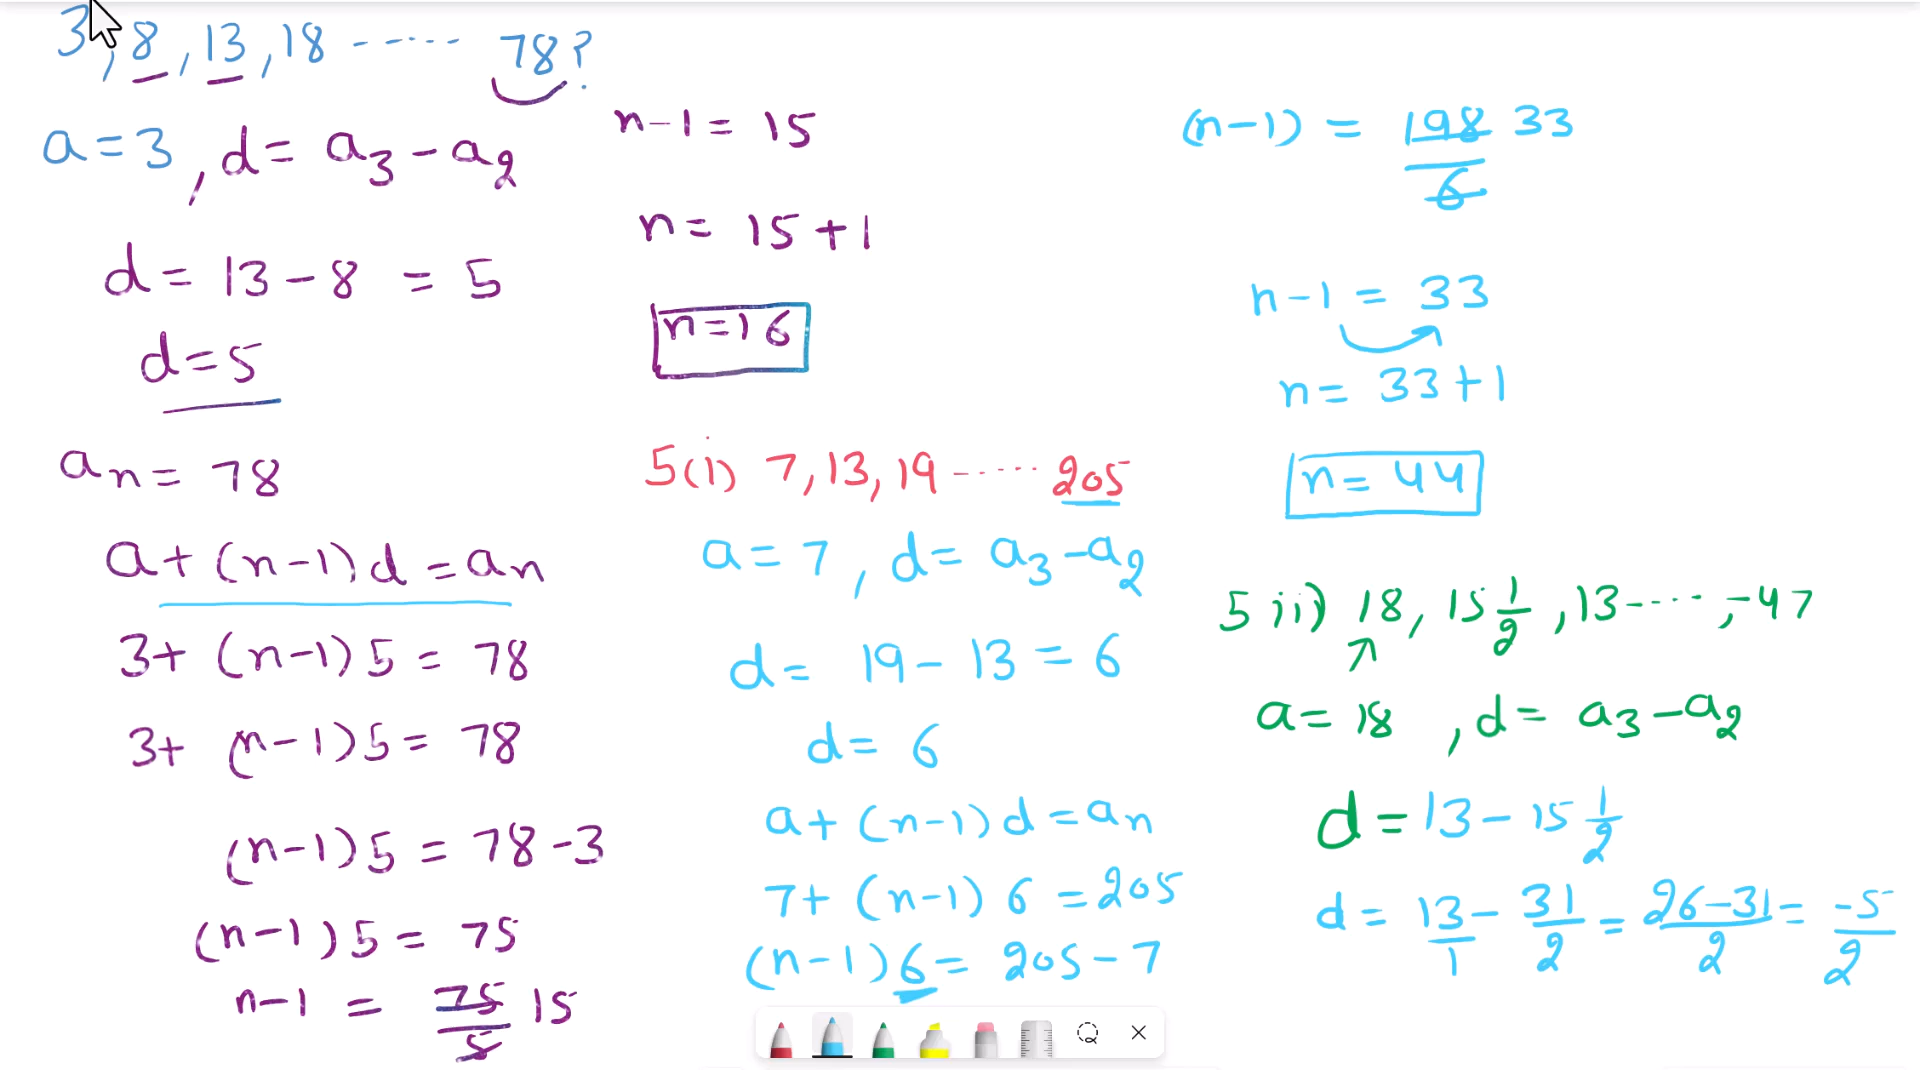 3, 8, 13, 18 ------ 78?
a = 3, d = a₃ - a₂
d = 13 - 8 = 5
d = 5
aₙ = 78
a + (n-1)d = aₙ
3 + (n-1)5 = 78
3 + (n-1)5 = 78
(n-1)5 = 78 - 3
(n-1)5 = 75
n-1 = 75/5 15
n-1 = 15
n = 15 + 1
n = 16
5(i) 7, 13, 19 ------ 205
a = 7, d = a₃ - a₂
d = 19 - 13 = 6
d = 6
a + (n-1)d = aₙ
7 + (n-1)6 = 205
(n-1)6 = 205 - 7
(n-1) = 198/6 33
n-1 = 33
n = 33 + 1
n = 44
5 ii) 18, 15 1/2, 13 ----, -47
a = 18, d = a₃ - a₂
d = 13 - 15 1/2
d = 13/1 - 31/2 = 26-31/2 = -5/2